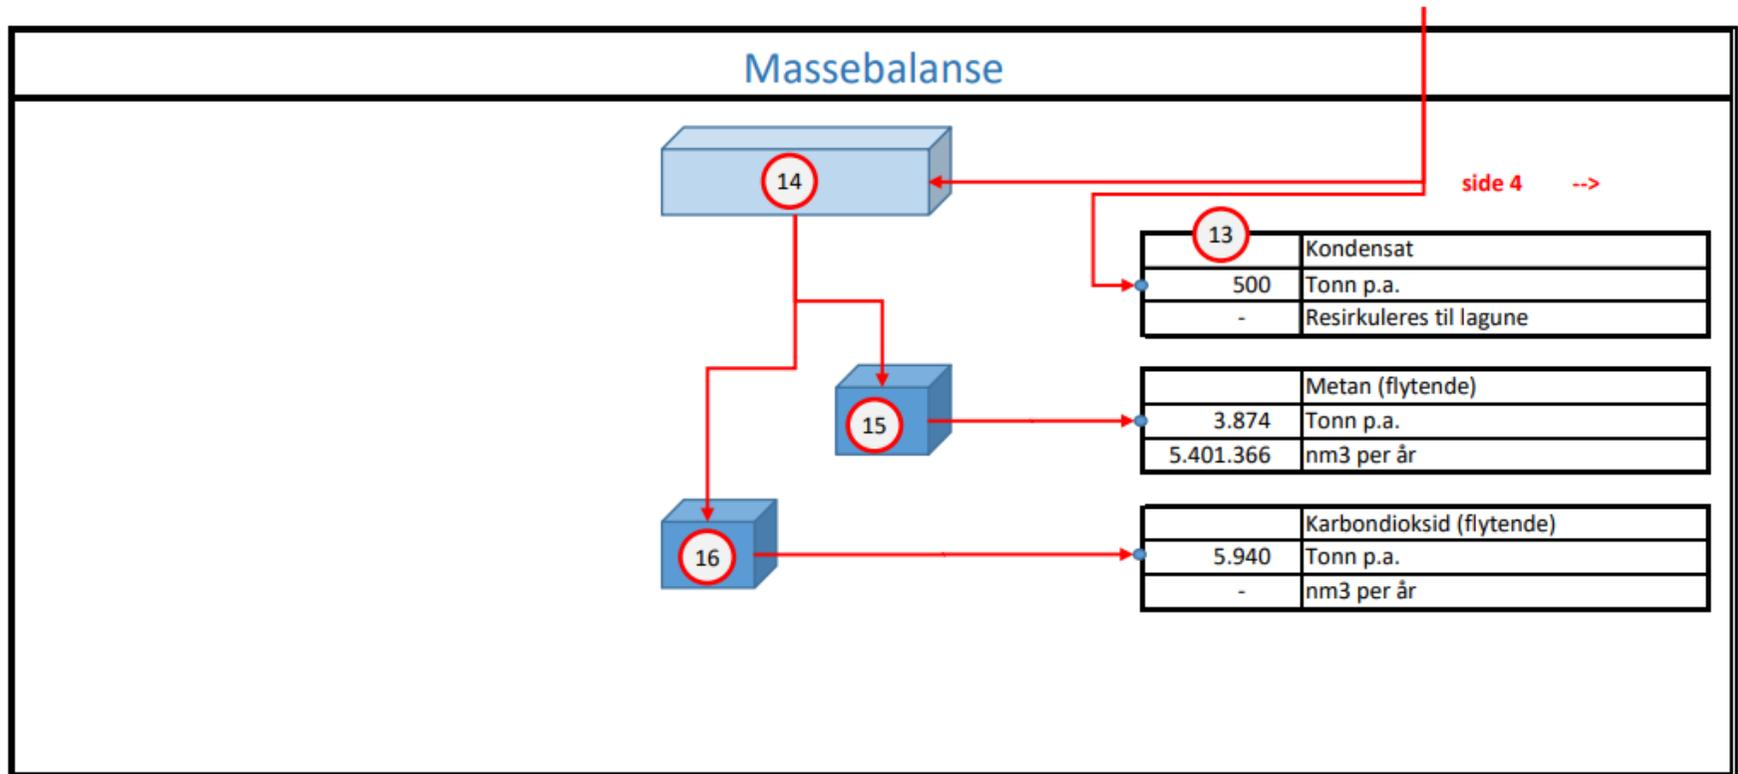 Massebalanse
14
side 4 -->
13
Kondensat
500 Tonn p.a.
- Resirkuleres til lagune
Metan (flytende)
15
3.874 Tonn p.a.
5.401.366 nm3 per år
Karbondioksid (flytende)
16
5.940 Tonn p.a.
- nm3 per år